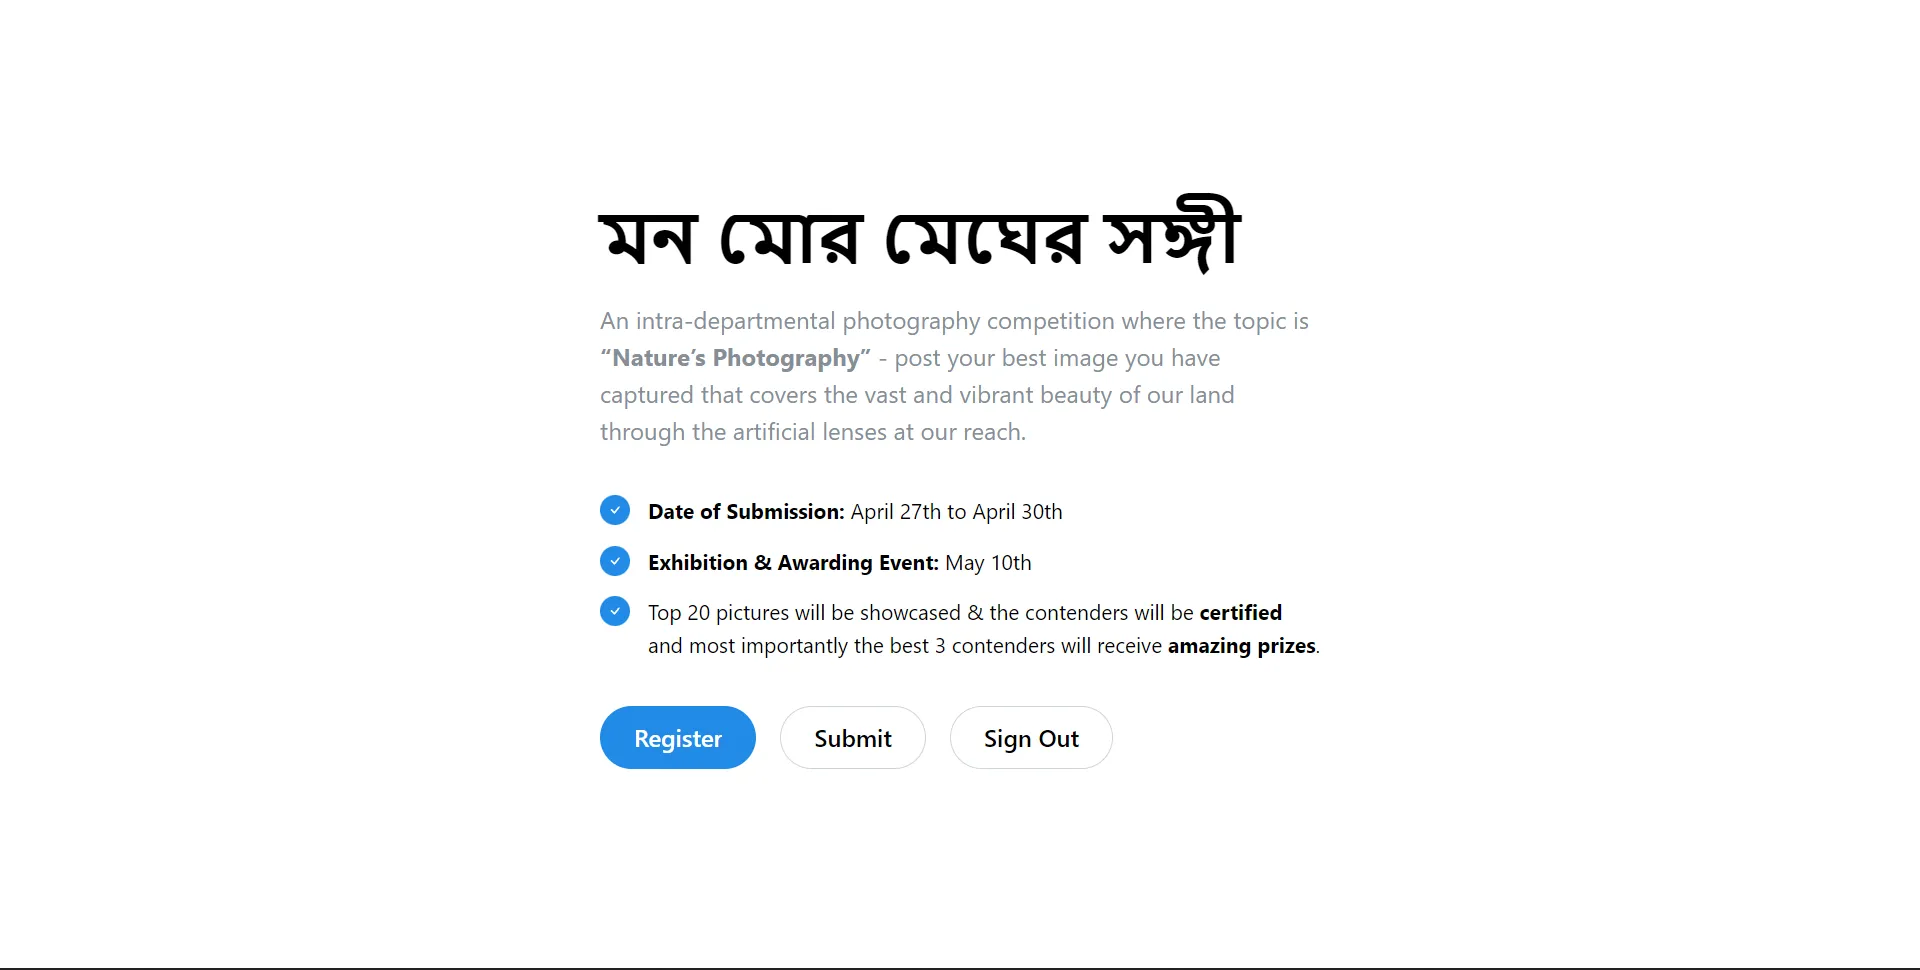 মন মোর মেঘের সঙ্গী
An intra-departmental photography competition where the topic is
“Nature’s Photography” - post your best image you have
captured that covers the vast and vibrant beauty of our land
through the artificial lenses at our reach.
Date of Submission: April 27th to April 30th
Exhibition & Awarding Event: May 10th
Top 20 pictures will be showcased & the contenders will be certified
and most importantly the best 3 contenders will receive amazing prizes.
Register
Submit
Sign Out